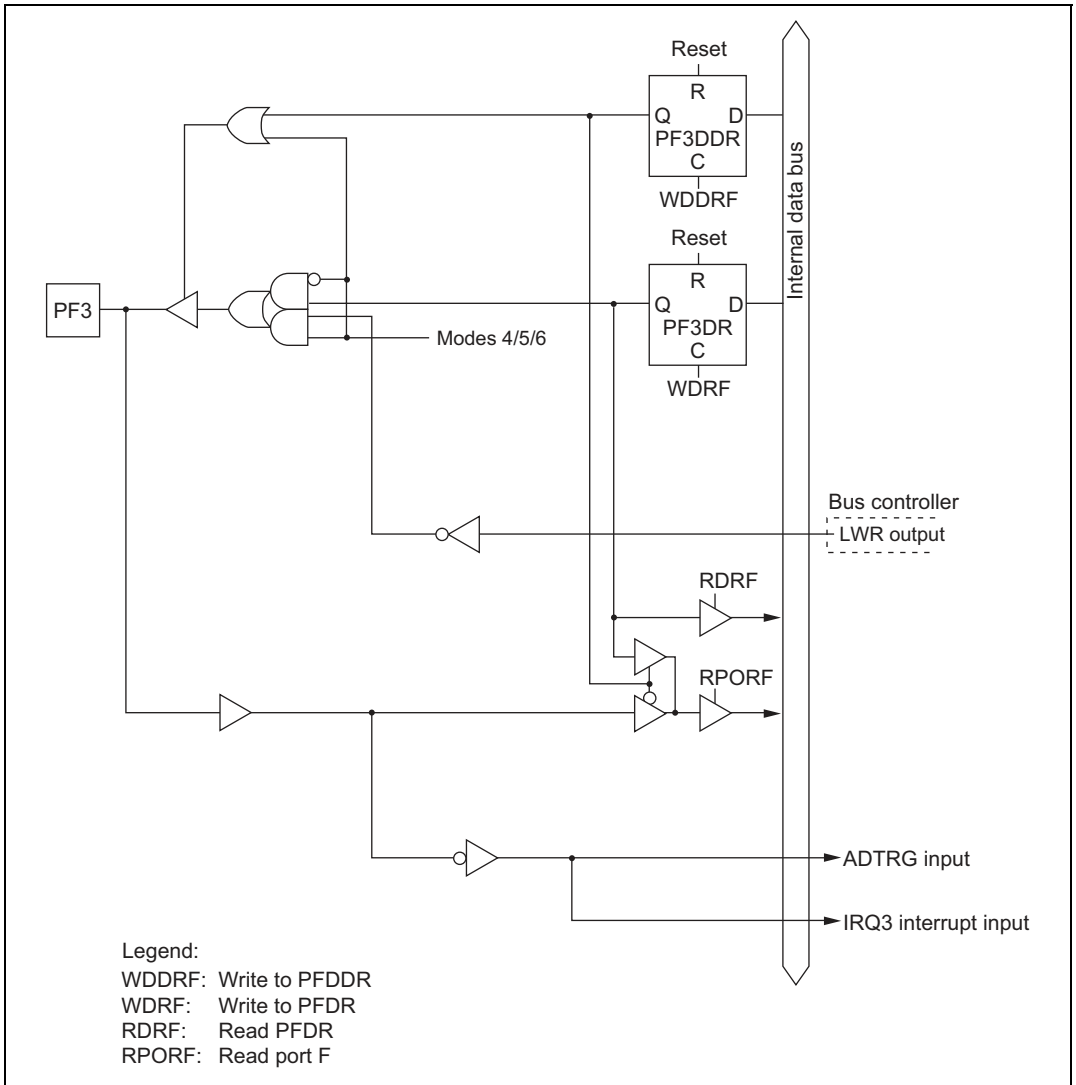 Reset
R
Q D
PF3DDR
C
WDDRF
Internal data bus
Reset
R
Q D
PF3DR
C
WDRF
PF3
Modes 4/5/6
Bus controller
LWR output
RDRF
RPORF
ADTRG input
IRQ3 interrupt input
Legend:
WDDRF: Write to PFDDR
WDRF: Write to PFDR
RDRF: Read PFDR
RPORF: Read port F